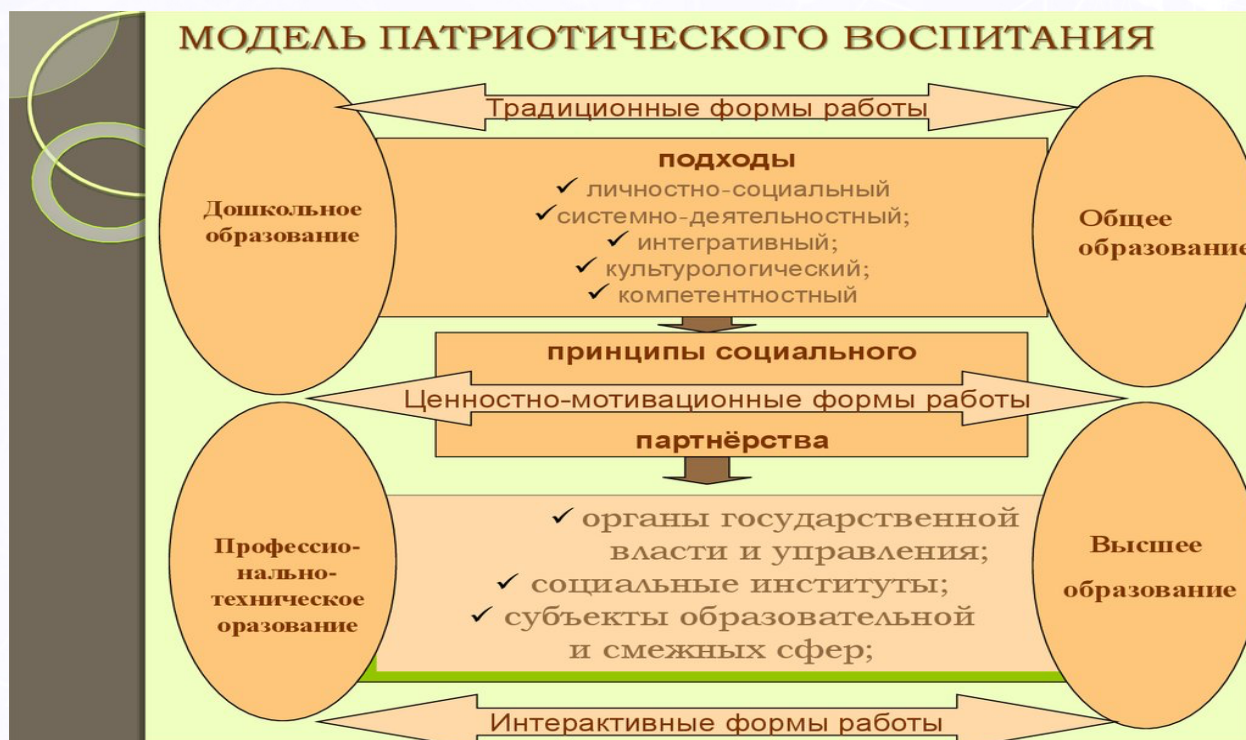 МОДЕЛЬ ПАТРИОТИЧЕСКОГО ВОСПИТАНИЯ
Традиционные формы работы
Дошкольное
образование
подходы
✓ личностно-социальный
✓ системно-деятельностный;
✓ интегративный;
✓ культурологический;
✓ компетентностный
Общее
образование
принципы социального
Ценностно-мотивационные формы работы
партнёрства
Профессио-
нально-
техническое
оразование
✓ органы государственной
власти и управления;
✓ социальные институты;
✓ субъекты образовательной
и смежных сфер;
Высшее
образование
Интерактивные формы работы